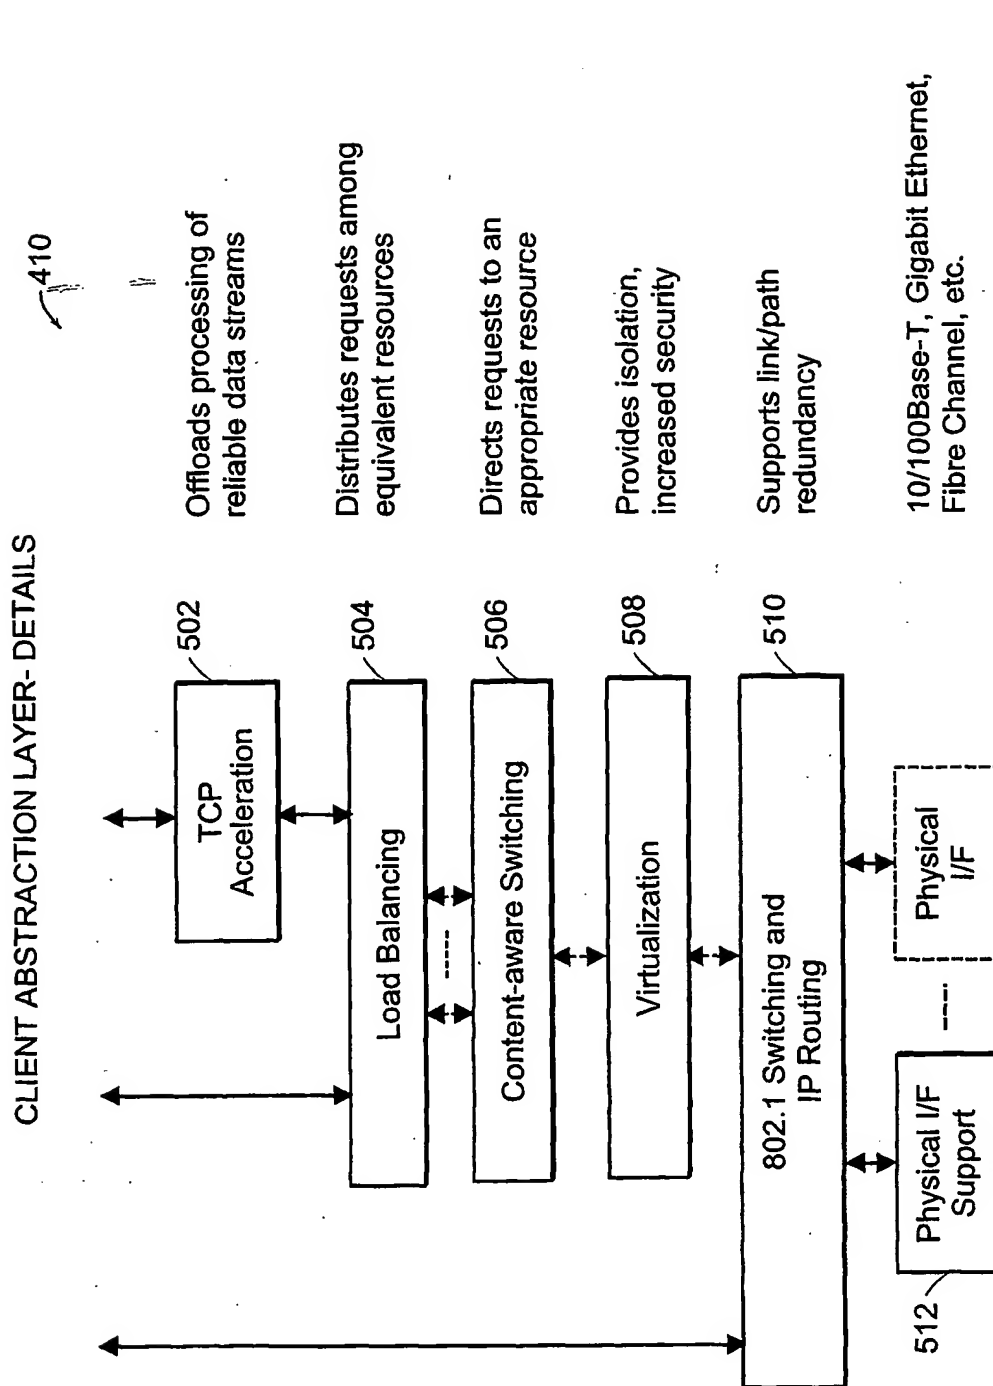 CLIENT ABSTRACTION LAYER- DETAILS
410
502
TCP
Acceleration
Offloads processing of
reliable data streams
504
Load Balancing
Distributes requests among
equivalent resources
506
Content-aware Switching
Directs requests to an
appropriate resource
508
Virtualization
Provides isolation,
increased security
510
802.1 Switching and
IP Routing
Supports link/path
redundancy
512
Physical I/F
Support
Physical
I/F
10/100Base-T, Gigabit Ethernet,
Fibre Channel, etc.